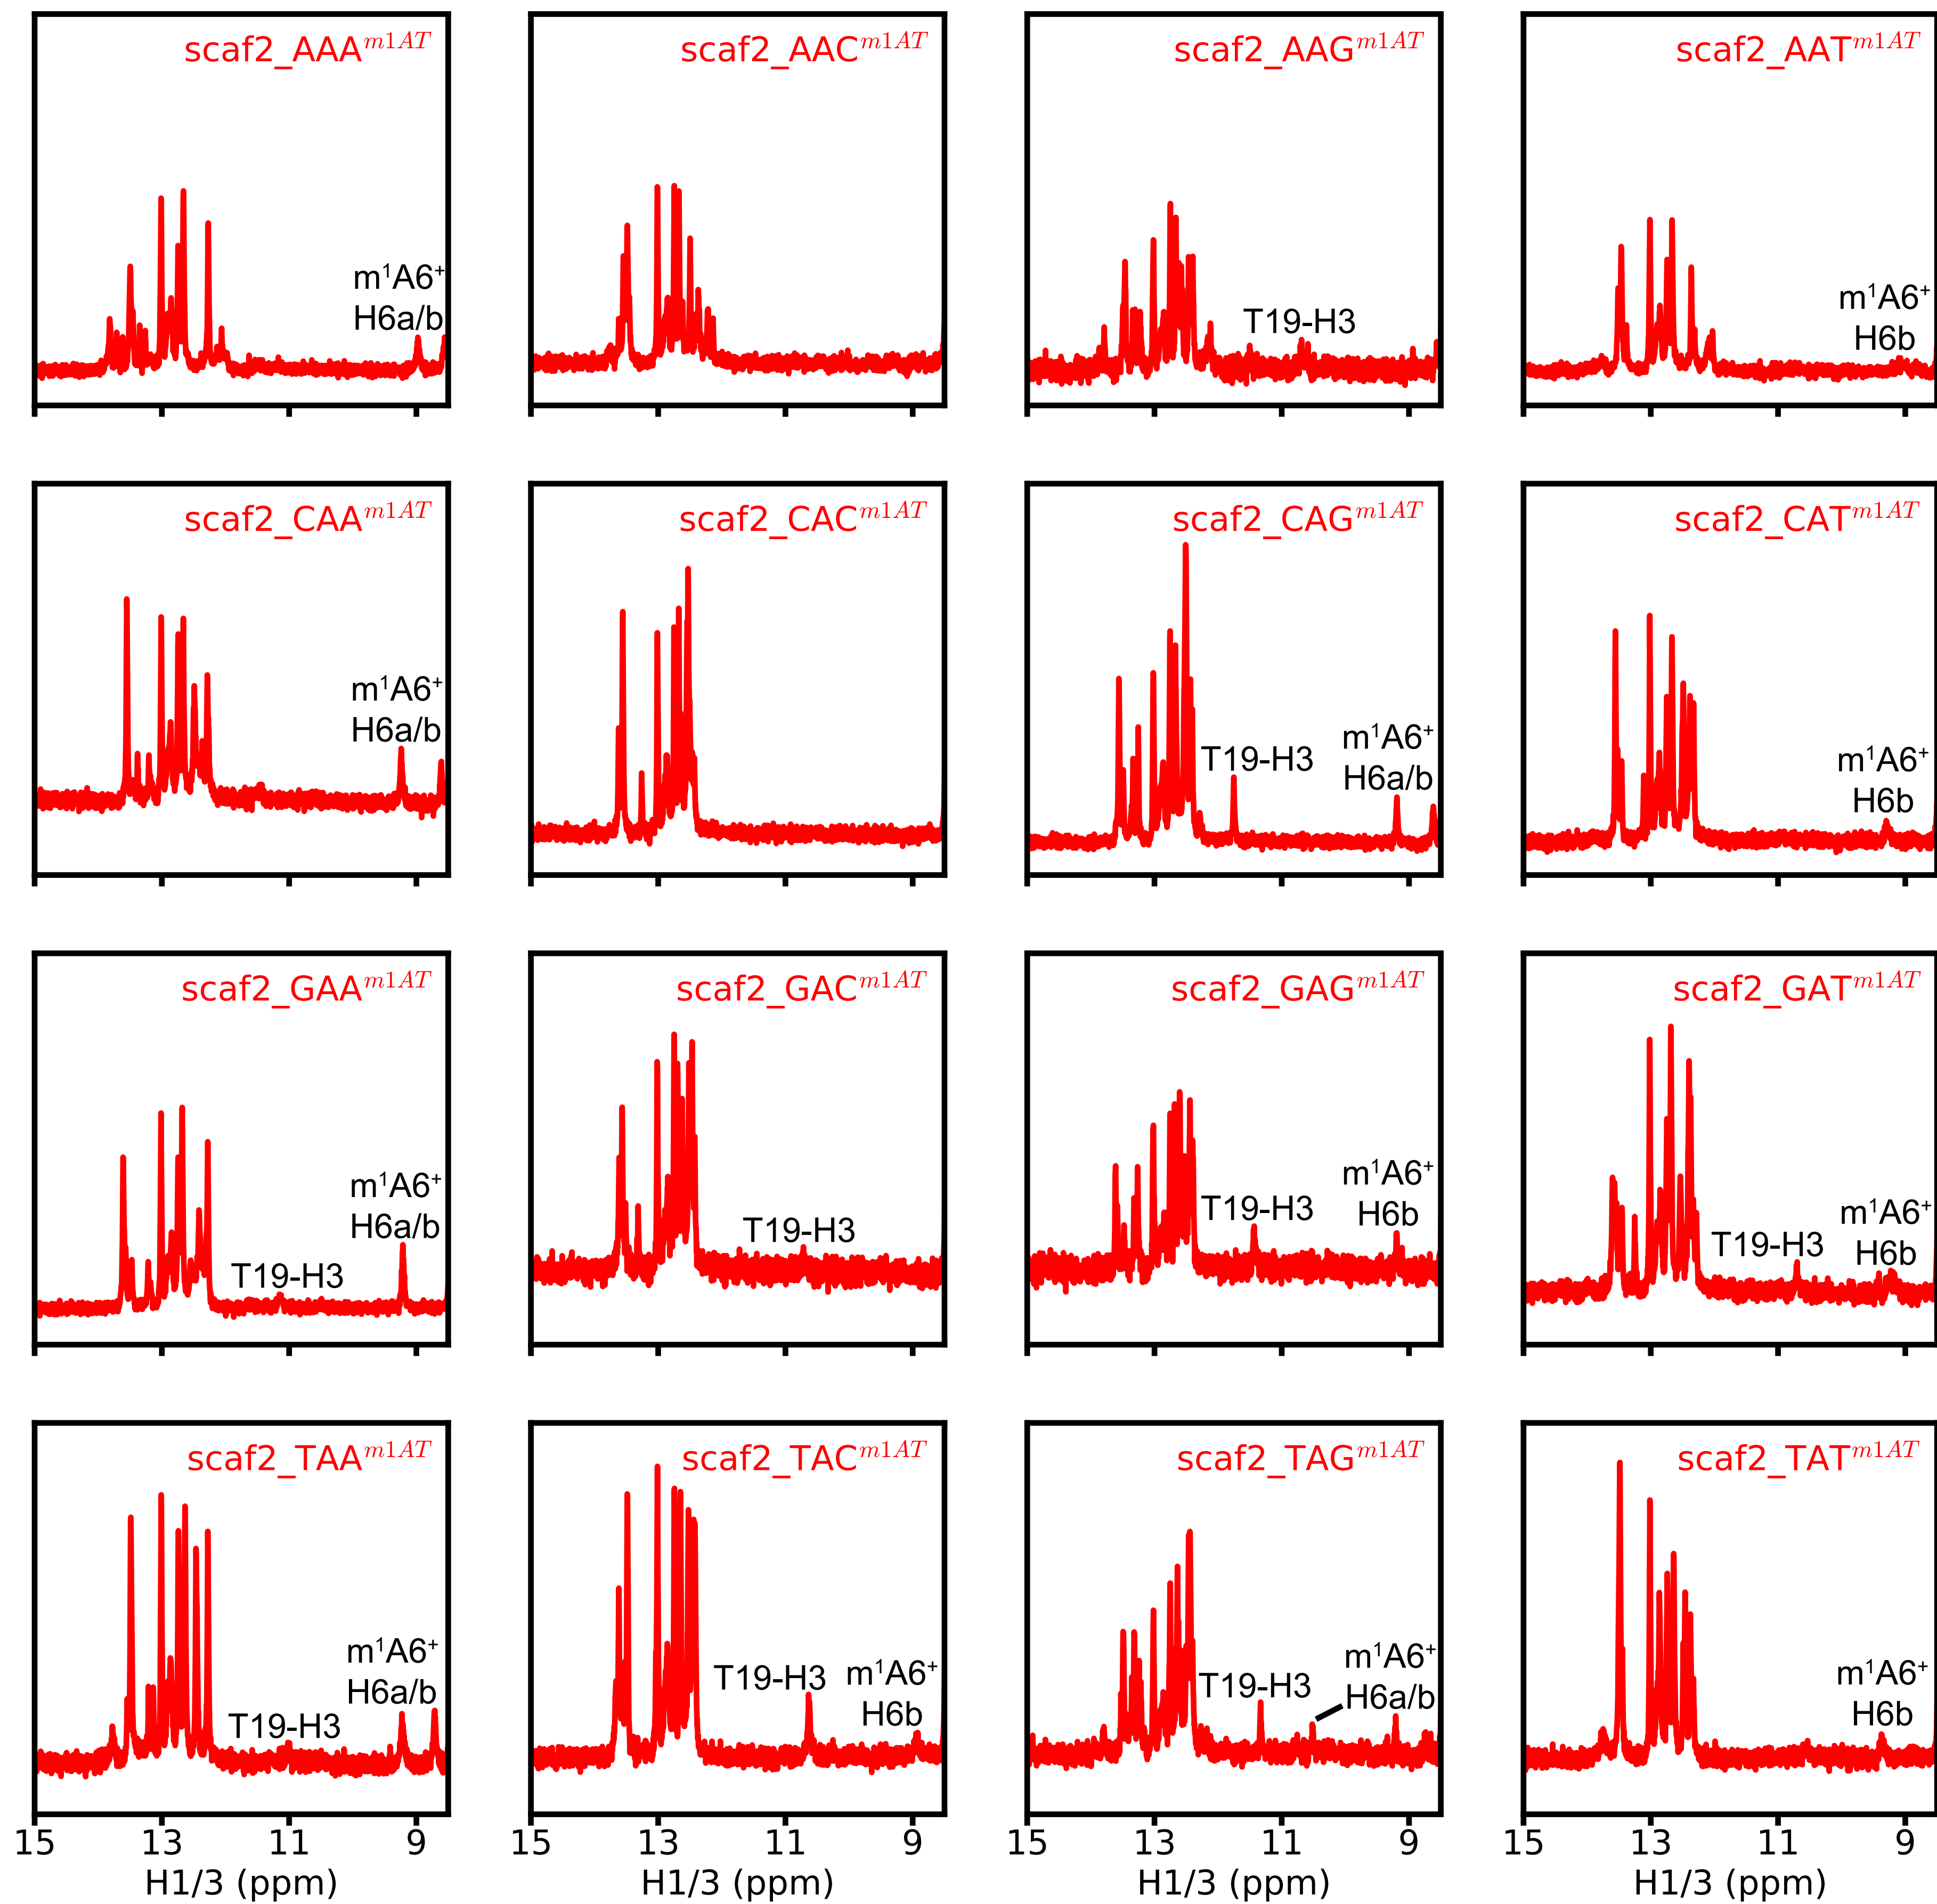 scaf2_AAA^m1AT scaf2_AAC^m1AT scaf2_AAG^m1AT scaf2_AAT^m1AT
m¹A6⁺
H6a/b
T19-H3
m¹A6⁺
H6b
15 13 11 9
scaf2_CAA^m1AT scaf2_CAC^m1AT scaf2_CAG^m1AT scaf2_CAT^m1AT
m¹A6⁺
H6a/b
T19-H3
m¹A6⁺
H6a/b
m¹A6⁺
H6b
scaf2_GAA^m1AT scaf2_GAC^m1AT scaf2_GAG^m1AT scaf2_GAT^m1AT
T19-H3
m¹A6⁺
H6a/b
T19-H3
T19-H3
m¹A6⁺
H6b
T19-H3
m¹A6⁺
H6b
scaf2_TAA^m1AT scaf2_TAC^m1AT scaf2_TAG^m1AT scaf2_TAT^m1AT
T19-H3
m¹A6⁺
H6a/b
T19-H3
m¹A6⁺
H6b
T19-H3
m¹A6⁺
H6a/b
m¹A6⁺
H6b
15 13 11 9 15 13 11 9 15 13 11 9
H1/3 (ppm) H1/3 (ppm) H1/3 (ppm) H1/3 (ppm)